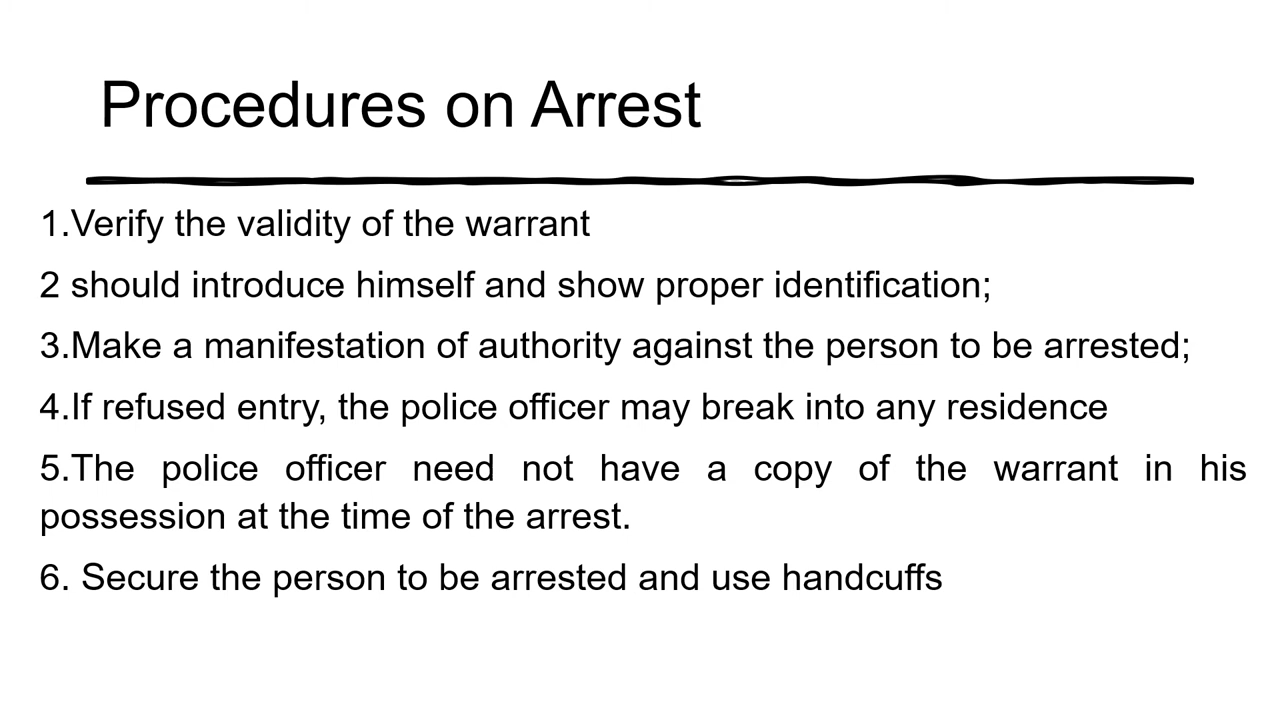 Procedures on Arrest
1.Verify the validity of the warrant
2 should introduce himself and show proper identification;
3.Make a manifestation of authority against the person to be arrested;
4.If refused entry, the police officer may break into any residence
5.The police officer need not have a copy of the warrant in his
possession at the time of the arrest.
6. Secure the person to be arrested and use handcuffs